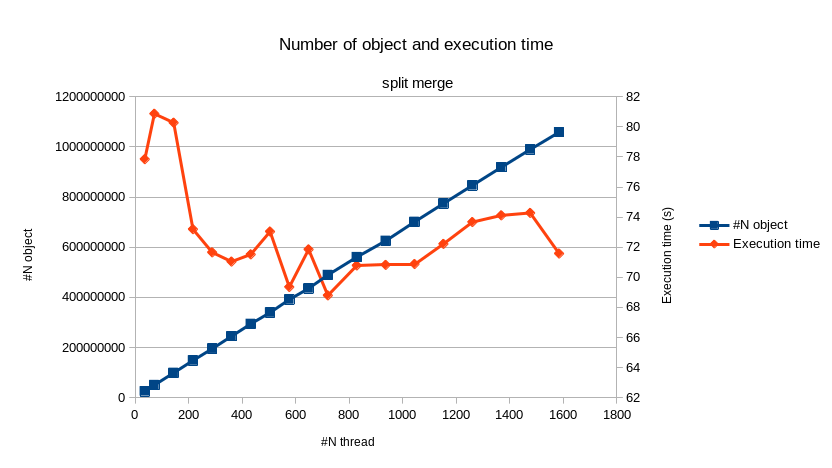 Number of object and execution time
split merge
1200000000
1000000000
800000000
600000000
400000000
200000000
0
#N object
82
80
78
76
74
72
70
68
66
64
62
Execution time (s)
0 200 400 600 800 1000 1200 1400 1600 1800
#N thread
#N object
Execution time